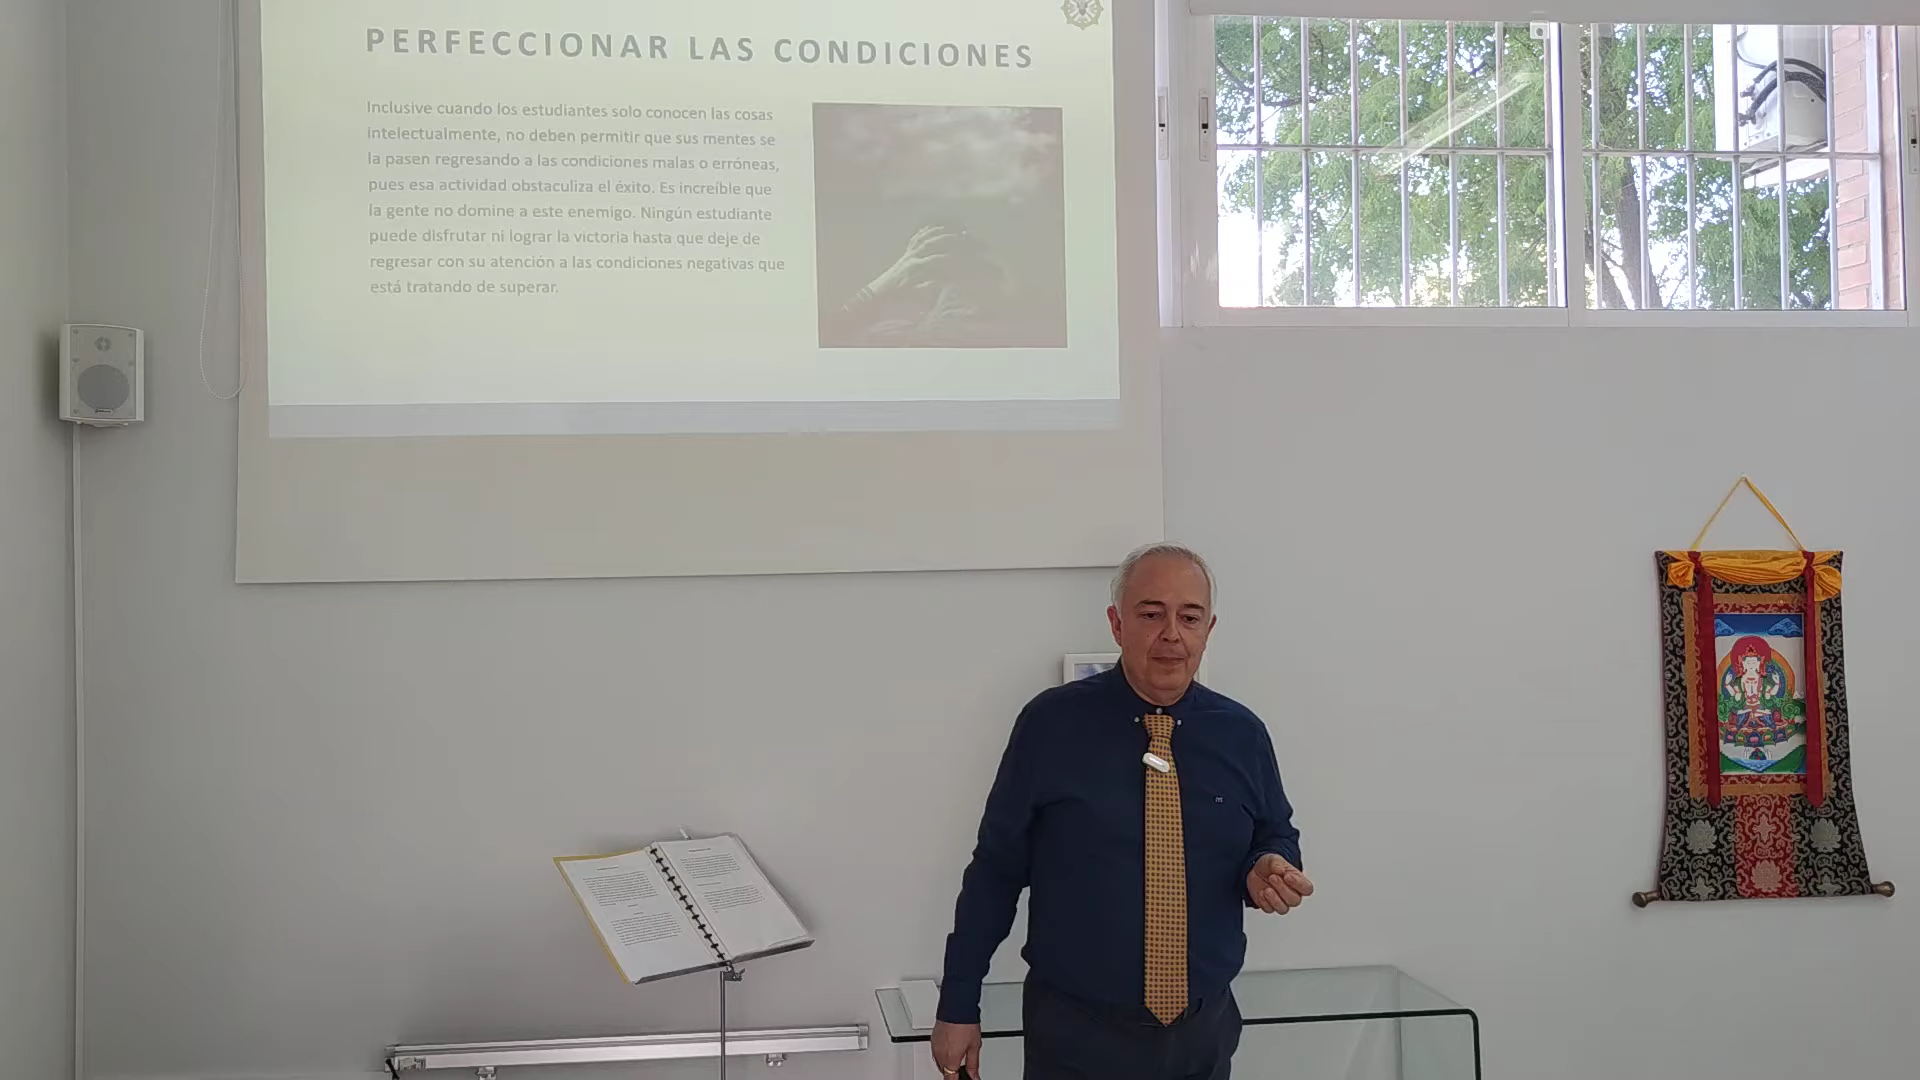 PERFECCIONAR LAS CONDICIONES
Inclusive cuando los estudiantes solo conocen las cosas
intelectualmente, no deben permitir que sus mentes se
la pasen regresando a las condiciones malas o erróneas,
pues esa actividad obstaculiza el éxito. Es increíble que
la gente no domine a este enemigo. Ningún estudiante
puede disfrutar ni lograr la victoria hasta que deje de
regresar con su atención a las condiciones negativas que
está tratando de superar.